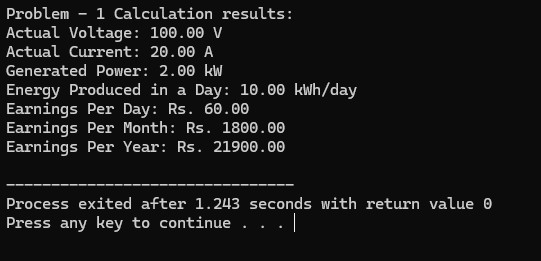 Problem - 1 Calculation results:
Actual Voltage: 100.00 V
Actual Current: 20.00 A
Generated Power: 2.00 kW
Energy Produced in a Day: 10.00 kWh/day
Earnings Per Day: Rs. 60.00
Earnings Per Month: Rs. 1800.00
Earnings Per Year: Rs. 21900.00
--------------------------------
Process exited after 1.243 seconds with return value 0
Press any key to continue . . .